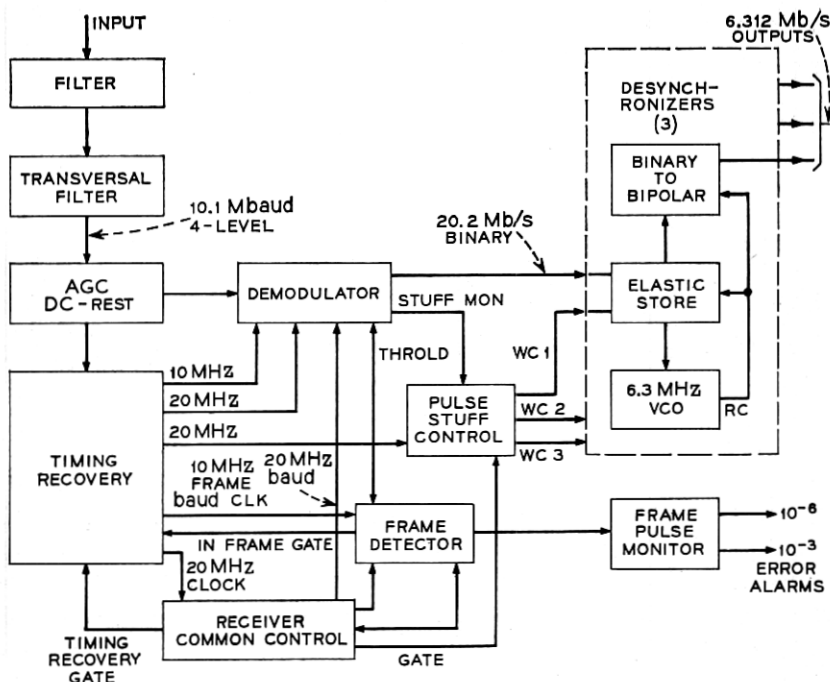 INPUT
6.312 Mb/s
OUTPUTS
FILTER
DESYNCH-
RONIZERS
(3)
TRANSVERSAL
FILTER
BINARY
TO
BIPOLAR
10.1 Mbaud
4-LEVEL
20.2 Mb/s
BINARY
AGC
DC-REST
DEMODULATOR
ELASTIC
STORE
STUFF MON
THROLD
WC 1
10 MHz
20 MHz
20 MHz
PULSE
STUFF
CONTROL
WC 2
WC 3
6.3 MHz
VCO
RC
TIMING
RECOVERY
10 MHz
FRAME
baud CLK
20 MHz
baud
IN FRAME GATE
FRAME
DETECTOR
FRAME
PULSE
MONITOR
10⁻⁶
10⁻³
ERROR
ALARMS
20 MHz
CLOCK
RECEIVER
COMMON CONTROL
TIMING
RECOVERY
GATE
GATE